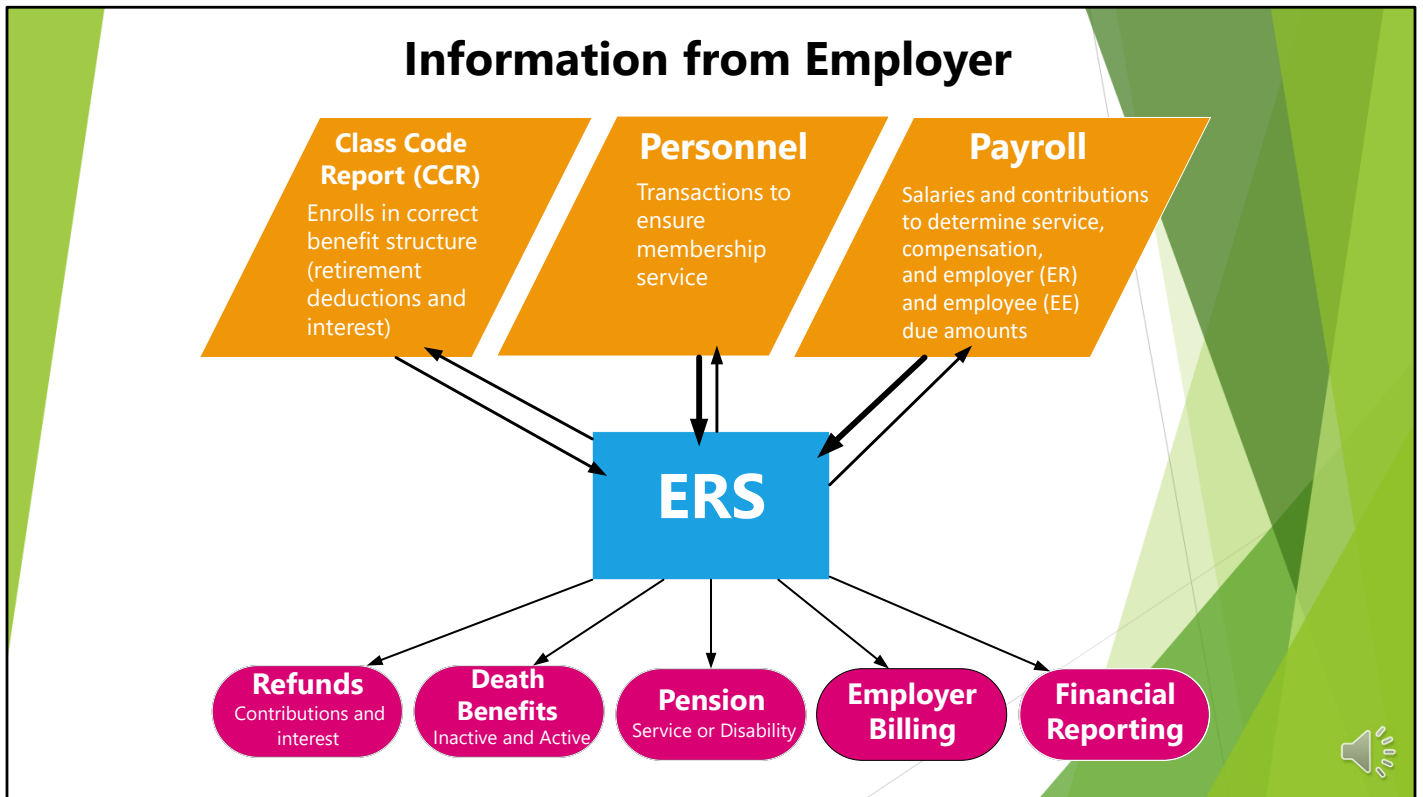 Information from Employer
Class Code
Report (CCR)
Enrolls in correct
benefit structure
(retirement
deductions and
interest)
Personnel
Transactions to
ensure
membership
service
Payroll
Salaries and contributions
to determine service,
compensation,
and employer (ER)
and employee (EE)
due amounts
ERS
Refunds
Contributions and
interest
Death
Benefits
Inactive and Active
Pension
Service or Disability
Employer
Billing
Financial
Reporting